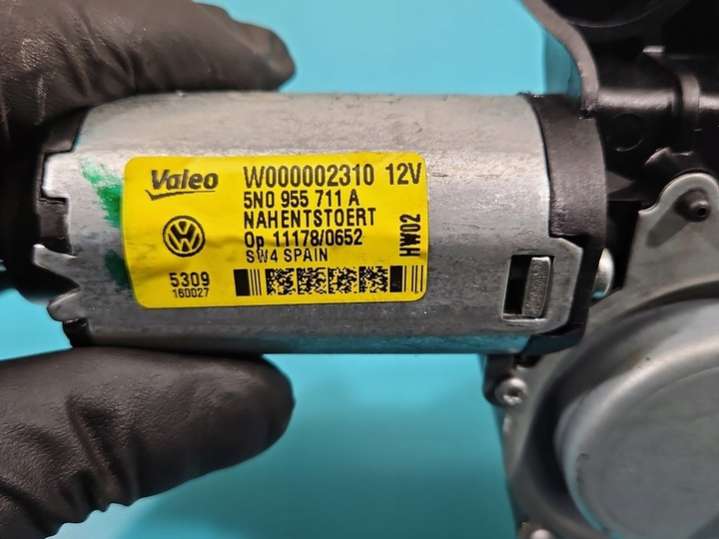 Valeo W000002310 12V
5N0 955 711 A
NAHENTSTOERT
Op 11178/0652
SW4 SPAIN
HW02
5309
160027